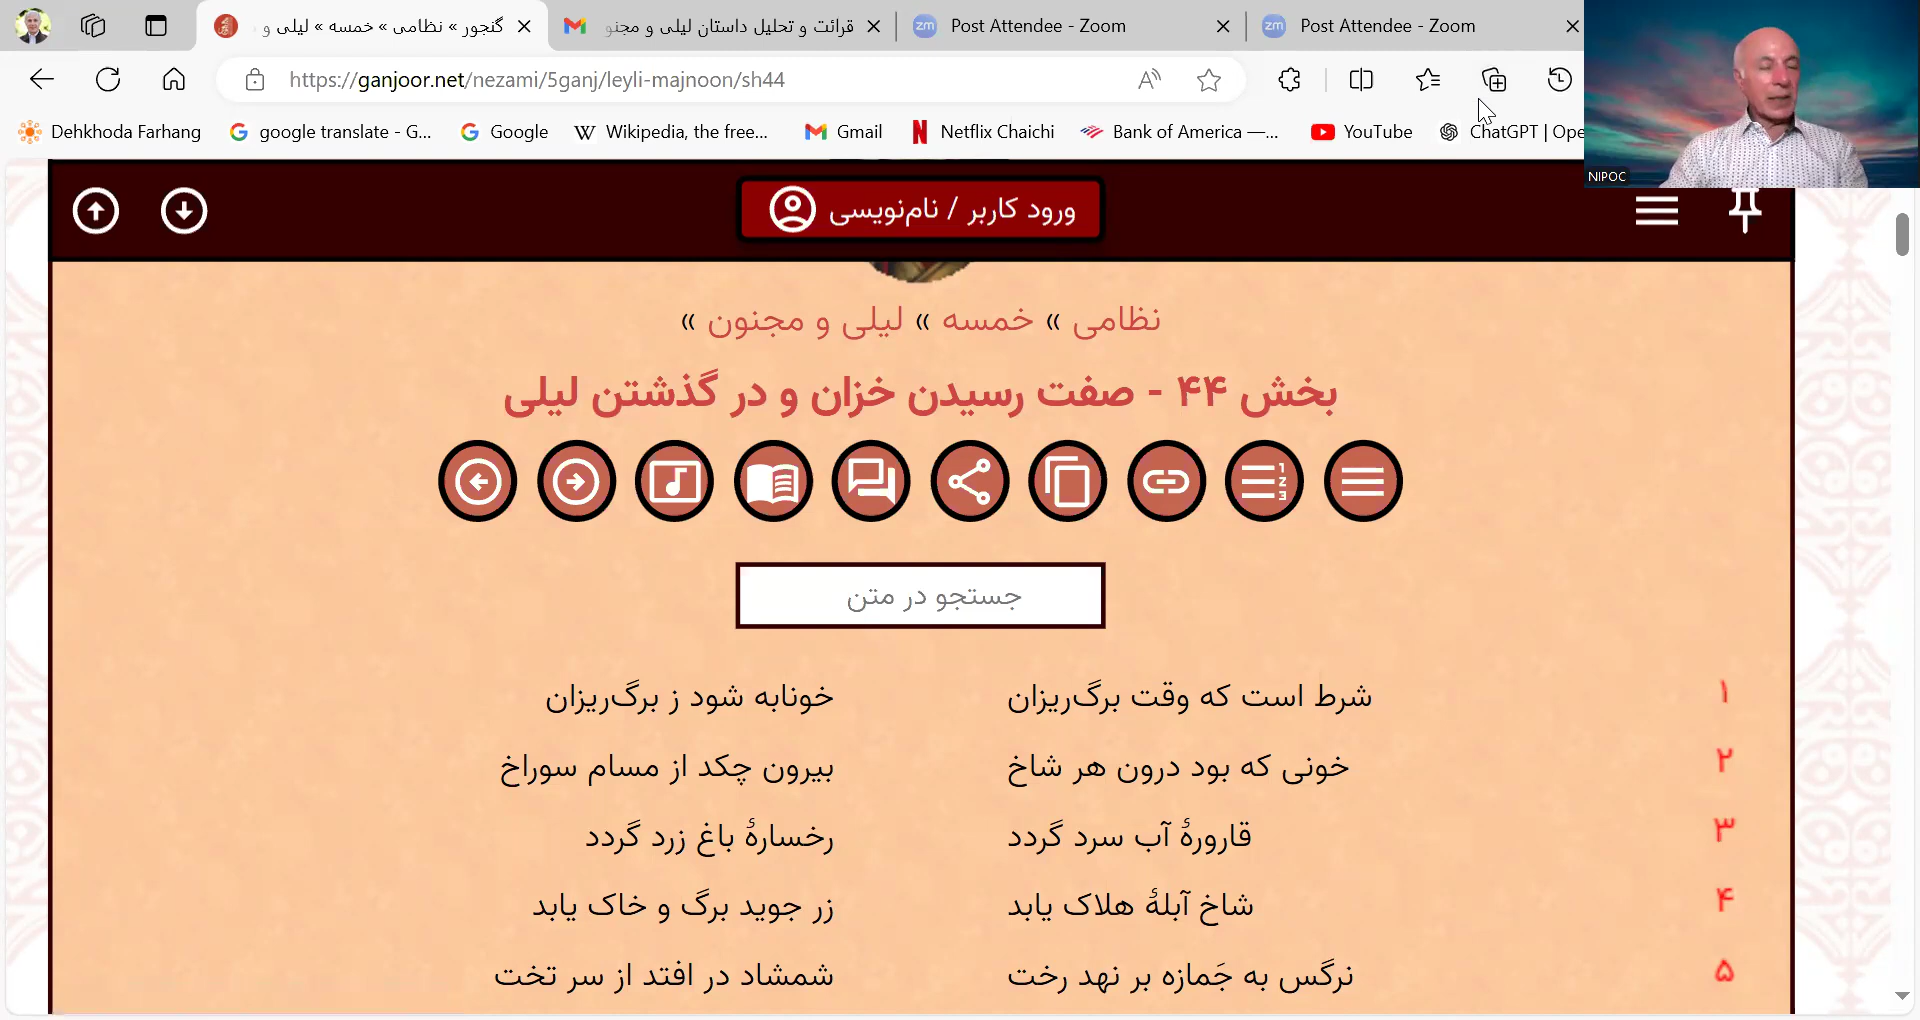 گنجور » نظامی » خمسه » لیلی و
قرائت و تحلیل داستان لیلی و مجنو
Post Attendee - Zoom
Post Attendee - Zoom
https://ganjoor.net/nezami/5ganj/leyli-majnoon/sh44
Dehkhoda Farhang
google translate - G...
Google
Wikipedia, the free...
Gmail
Netflix Chaichi
Bank of America —...
YouTube
ChatGPT | Ope
NIPOC
ورود کاربر / نام‌نویسی
نظامی » خمسه » لیلی و مجنون »
بخش ۴۴ - صفت رسیدن خزان و در گذشتن لیلی
جستجو در متن
۱ شرط است که وقت برگ‌ریزان خونابه شود ز برگ‌ریزان
۲ خونی که بود درون هر شاخ بیرون چکد از مسام سوراخ
۳ قارورهٔ آب سرد گردد رخسارهٔ باغ زرد گردد
۴ شاخ آبلهٔ هلاک یابد زر جوید برگ و خاک یابد
۵ نرگس به جَمازه بر نهد رخت شمشاد در افتد از سر تخت